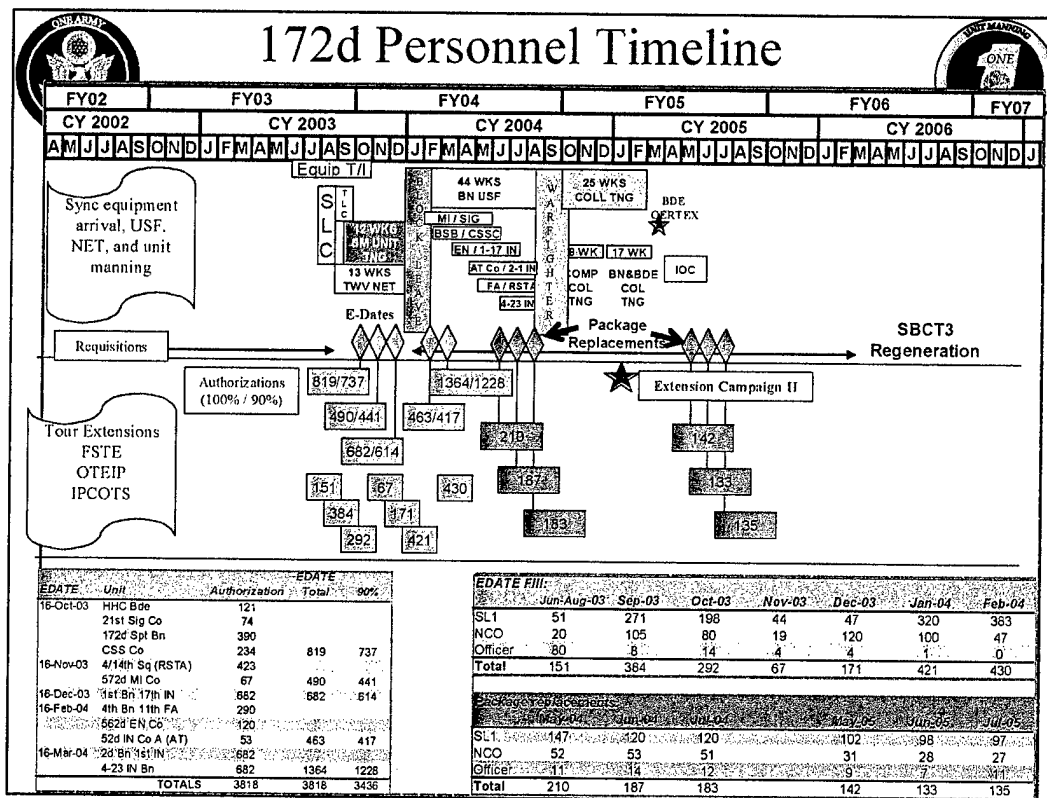 ONE ARMY
172d Personnel Timeline
UNIT MANNING
ONE
FY02 FY03 FY04 FY05 FY06 FY07
CY 2002 CY 2003 CY 2004 CY 2005 CY 2006
A M J J A S O N D J F M A M J J A S O N D J F M A M J J A S O N D J F M A M J J A S O N D J F M A M J J A S O N D J
Equip T/I
Sync equipment
arrival, USF,
NET, and unit
manning
SLC
TLC
13 WKS
TWV NET
BLOCK LEAVE
44 WKS
BN USF
MI / SIG
BSB / CSSC
EN / 1-17 IN
AT Co / 2-1 IN
FA / RSTA
4-23 IN
WARFIGHTER
25 WKS
COLL TNG
8 WK
17 WK
COMP
COL
TNG
BN&BDE
COL
TNG
BDE
CERTEX
IOC
E-Dates
Requisitions
Package
Replacements
SBCT3
Regeneration
Authorizations
(100% / 90%)
819/737
490/441
682/614
463/417
1364/1228
Extension Campaign II
210
187
183
142
133
135
Tour Extensions
FSTE
OTEIP
IPCOTS
151
384
292
67
171
421
430
EDATE
EDATE Unit Authorization Total 90%
16-Oct-03 HHC Bde 121
21st Sig Co 74
172d Spt Bn 390
CSS Co 234 819 737
16-Nov-03 4/14th Sq (RSTA) 423
572d MI Co 67 490 441
16-Dec-03 1st Bn 17th IN 682 682 614
16-Feb-04 4th Bn 11th FA 290
562d EN Co 120
52d IN Co A (AT) 53 463 417
16-Mar-04 2d Bn 1st IN 682
4-23 IN Bn 682 1364 1228
TOTALS 3818 3818 3436
EDATE Fill:
Jun-Aug-03 Sep-03 Oct-03 Nov-03 Dec-03 Jan-04 Feb-04
SL1 51 271 198 44 47 320 383
NCO 20 105 80 19 120 100 47
Officer 80 8 14 4 4 1 0
Total 151 384 292 67 171 421 430
Package replacements:
May-04 Jun-04 Jul-04 May-05 Jun-05 Jul-05
SL1 147 120 120 102 98 97
NCO 52 53 51 31 28 27
Officer 11 14 12 9 7 11
Total 210 187 183 142 133 135